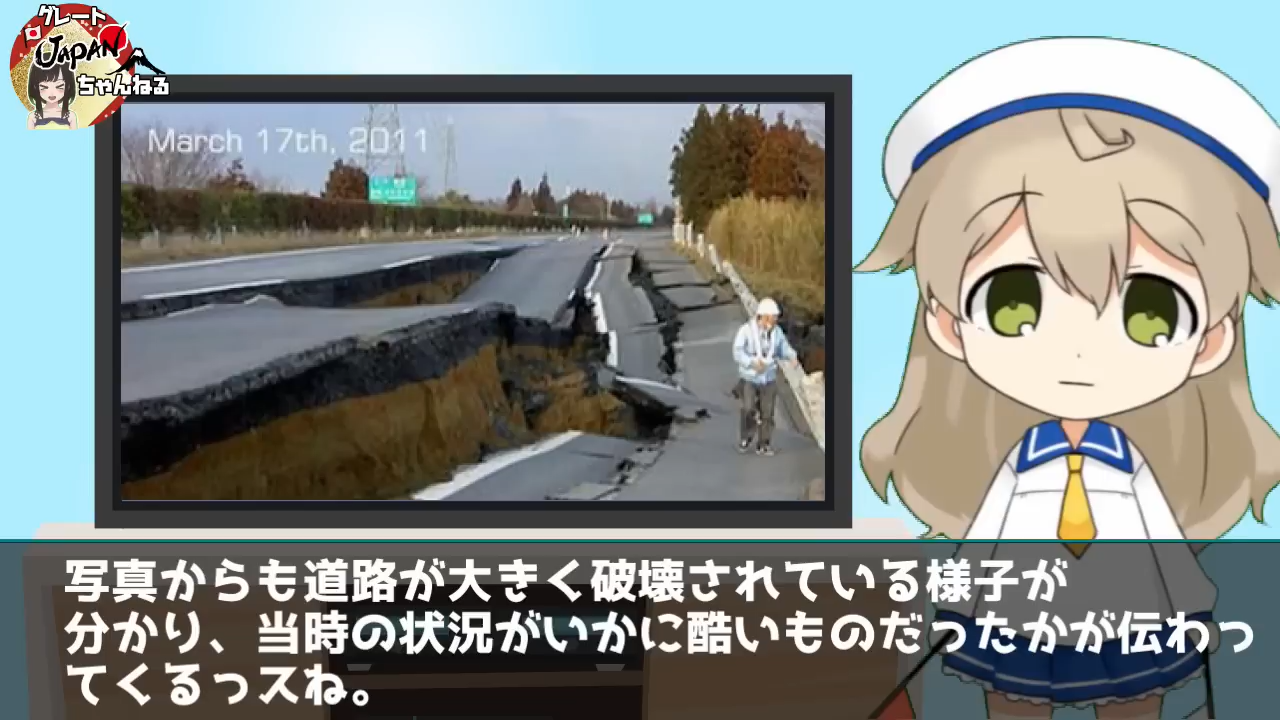 グレート
JAPAN
ちゃんねる
March 17th, 2011
写真からも道路が大きく破壊されている様子が
分かり、当時の状況がいかに酷いものだったかが伝わっ
てくるっスね。